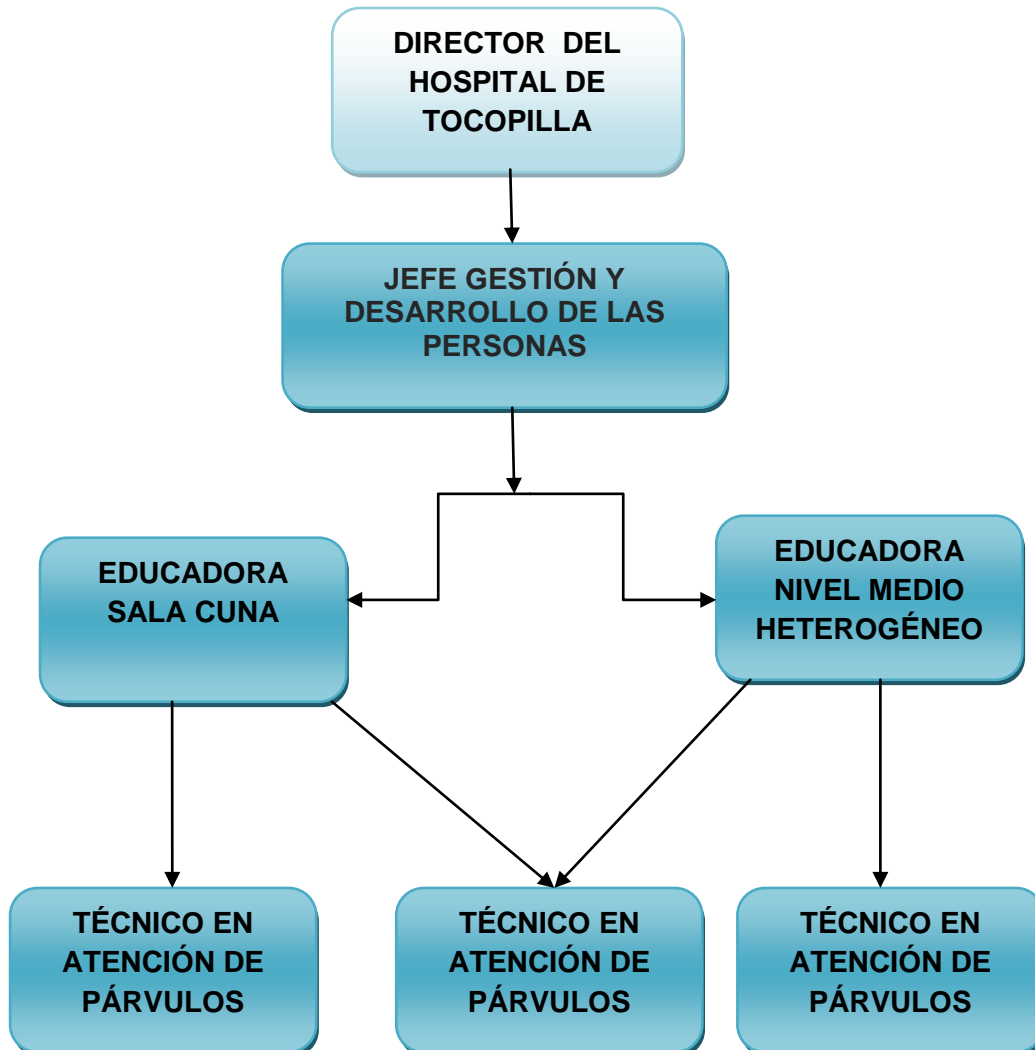 DIRECTOR DEL
HOSPITAL DE
TOCOPILLA
JEFE GESTIÓN Y
DESARROLLO DE LAS
PERSONAS
EDUCADORA
SALA CUNA
EDUCADORA
NIVEL MEDIO
HETEROGÉNEO
TÉCNICO EN
ATENCIÓN DE
PÁRVULOS
TÉCNICO EN
ATENCIÓN DE
PÁRVULOS
TÉCNICO EN
ATENCIÓN DE
PÁRVULOS